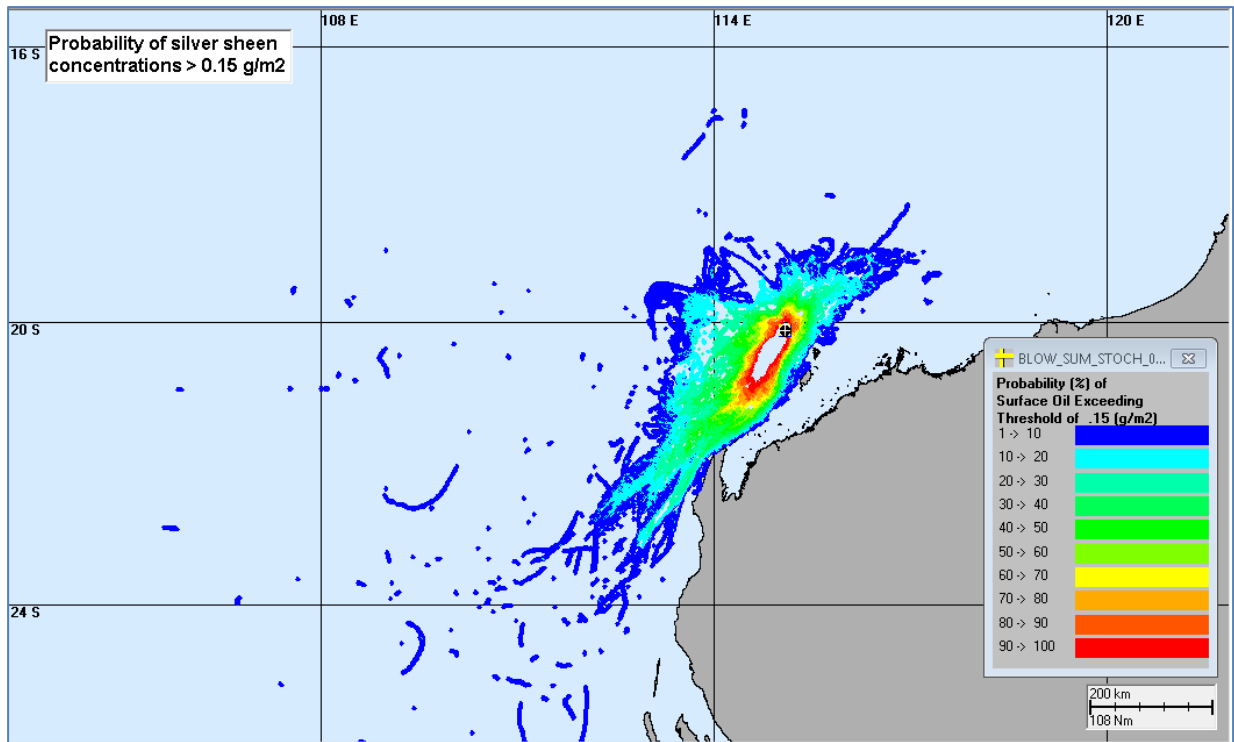 108 E
114 E
120 E
16 S
Probability of silver sheen
concentrations > 0.15 g/m2
20 S
24 S
BLOW_SUM_STOCH_0...
Probability (%) of
Surface Oil Exceeding
Threshold of .15 (g/m2)
1 -> 10
10 -> 20
20 -> 30
30 -> 40
40 -> 50
50 -> 60
60 -> 70
70 -> 80
80 -> 90
90 -> 100
200 km
108 Nm